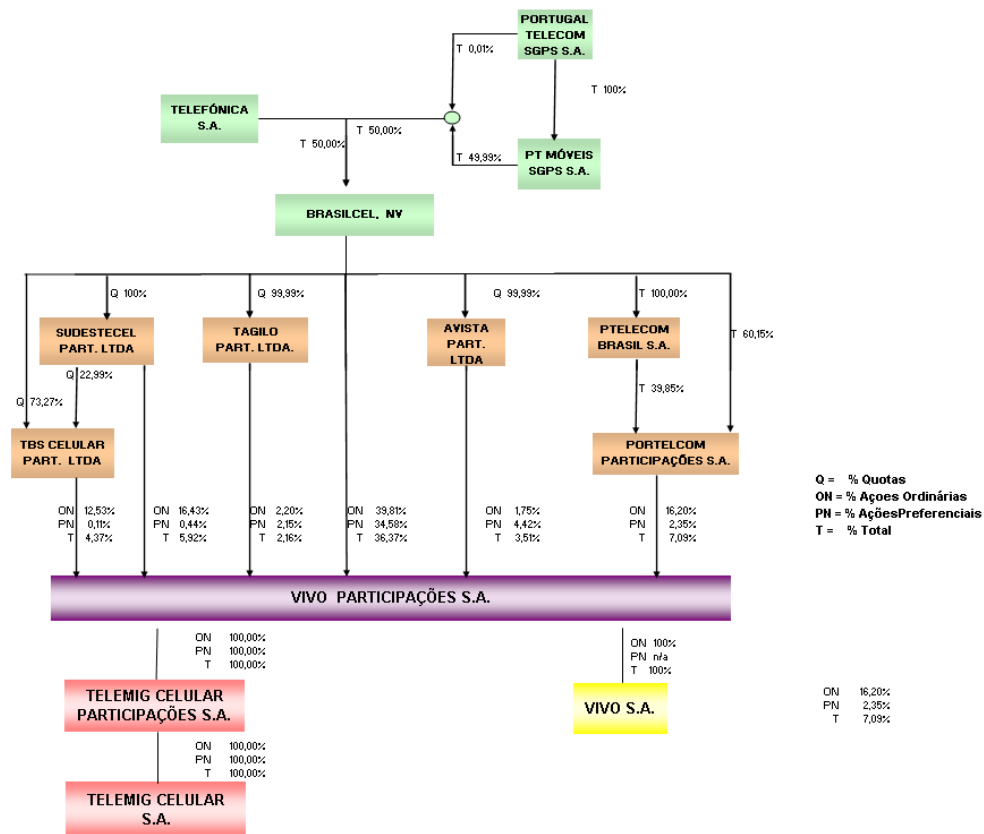 PORTUGAL
TELECOM
SGPS S.A.
T 0,01%
T 100%
TELEFÓNICA
S.A.
T 50,00%
T 50,00%
T 49,99%
PT MÓVEIS
SGPS S.A.
BRASILCEL, NV
Q 100%
Q 99,99%
Q 99,99%
T 100,00%
SUDESTECEL
PART. LTDA
TAGILO
PART. LTDA.
AVISTA
PART.
LTDA
PTELECOM
BRASIL S.A.
T 60,15%
Q 22,99%
Q 73,27%
T 39,85%
TBS CELULAR
PART. LTDA
PORTELCOM
PARTICIPAÇÕES S.A.
Q = % Quotas
ON = % Açoes Ordinárias
PN = % AçõesPreferenciais
T = % Total
ON 12,53%
PN 0,11%
T 4,37%
ON 16,43%
PN 0,44%
T 5,92%
ON 2,20%
PN 2,15%
T 2,16%
ON 39,81%
PN 34,58%
T 36,37%
ON 1,75%
PN 4,42%
T 3,51%
ON 16,20%
PN 2,35%
T 7,09%
VIVO PARTICIPAÇÕES S.A.
ON 100,00%
PN 100,00%
T 100,00%
ON 100%
PN n/a
T 100%
TELEMIG CELULAR
PARTICIPAÇÕES S.A.
VIVO S.A.
ON 16,20%
PN 2,35%
T 7,09%
ON 100,00%
PN 100,00%
T 100,00%
TELEMIG CELULAR
S.A.